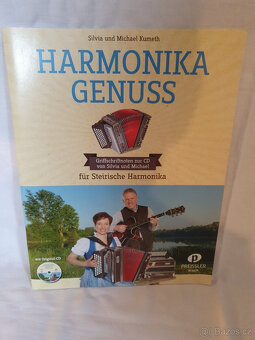 Silvia und Michael Kumeth
HARMONIKA
GENUSS
Griffschriftnoten zur CD
von Silvia und Michael
für Steirische Harmonika
mit Original-CD
PREISSLER